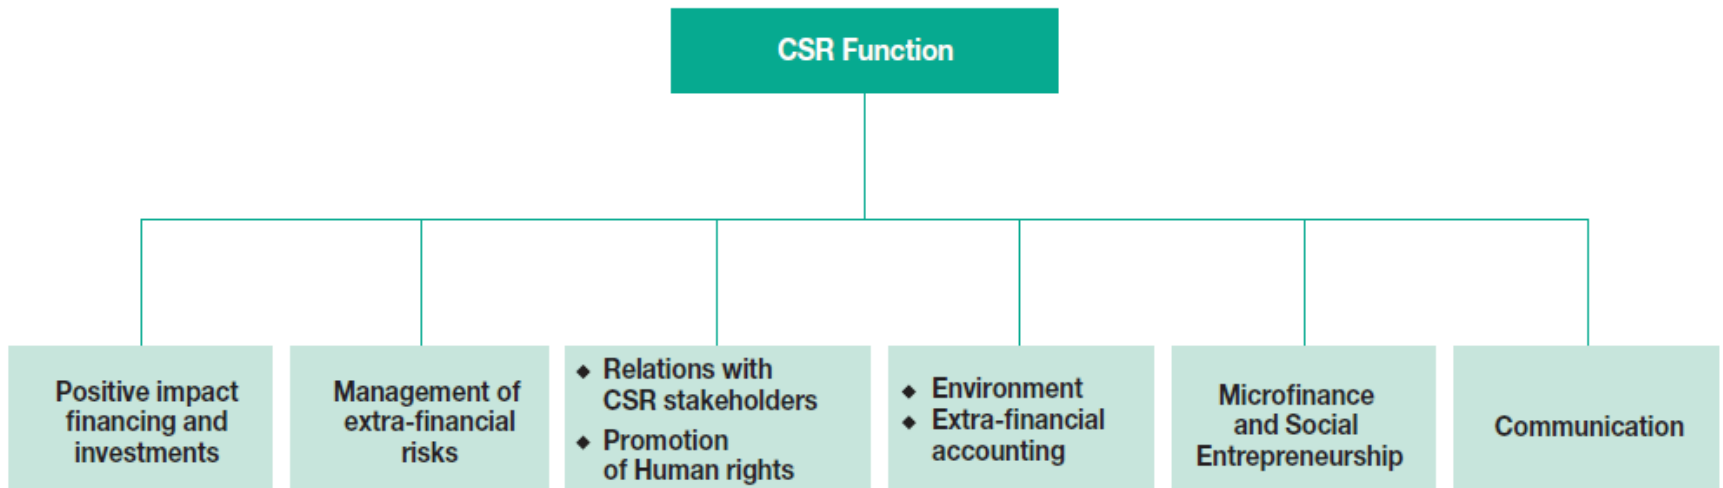 CSR Function
Positive impact
financing and
investments
Management of
extra-financial
risks
◆ Relations with
CSR stakeholders
◆ Promotion
of Human rights
◆ Environment
◆ Extra-financial
accounting
Microfinance
and Social
Entrepreneurship
Communication